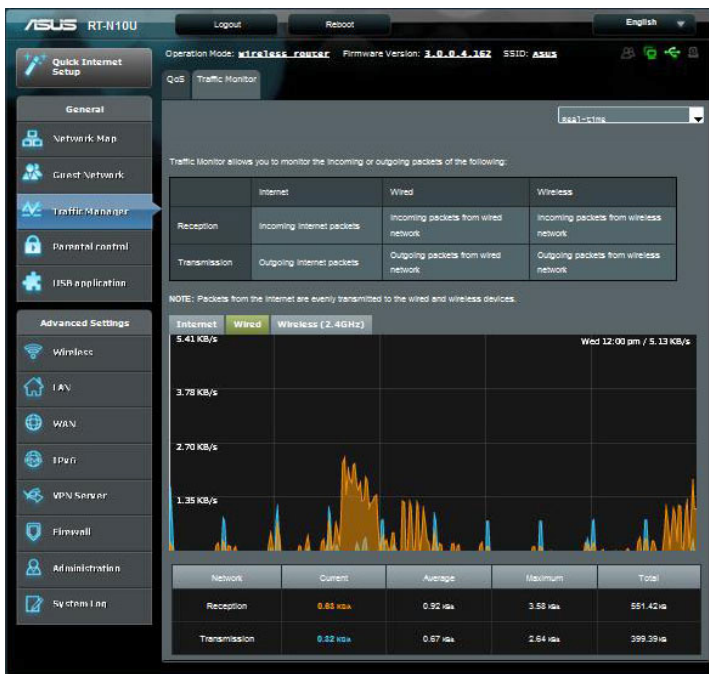 ASUS RT-N10U
Logout
Reboot
English
Quick Internet Setup
Operation Mode: wireless router Firmware Version: 3.0.0.4.162 SSID: ASUS
QoS Traffic Monitor
General
Network Map
Guest Network
Traffic Manager
Parental control
USB application
Advanced Settings
Wireless
LAN
WAN
IPv6
VPN Server
Firewall
Administration
System Log
Real-time
Traffic Monitor allows you to monitor the incoming or outgoing packets of the following:
Internet Wired Wireless
Reception Incoming Internet packets Incoming packets from wired network Incoming packets from wireless network
Transmission Outgoing Internet packets Outgoing packets from wired network Outgoing packets from wireless network
NOTE: Packets from the Internet are evenly transmitted to the wired and wireless devices.
Internet Wired Wireless (2.4GHz)
5.41 KB/s
Wed 12:00 pm / 5.13 KB/s
3.78 KB/s
2.70 KB/s
1.35 KB/s
Network Current Average Maximum Total
Reception 0.92 KB/s 3.58 KB/s 551.42 KB
Transmission 0.32 KB/s 0.67 KB/s 2.64 KB/s 399.39 KB